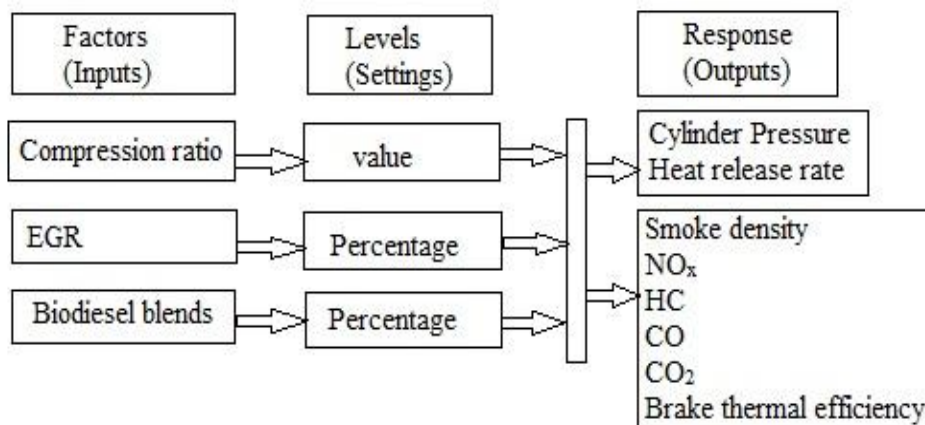 Factors
(Inputs)
Levels
(Settings)
Response
(Outputs)
Compression ratio
value
Cylinder Pressure
Heat release rate
EGR
Percentage
Biodiesel blends
Percentage
Smoke density
NOₓ
HC
CO
CO₂
Brake thermal efficiency